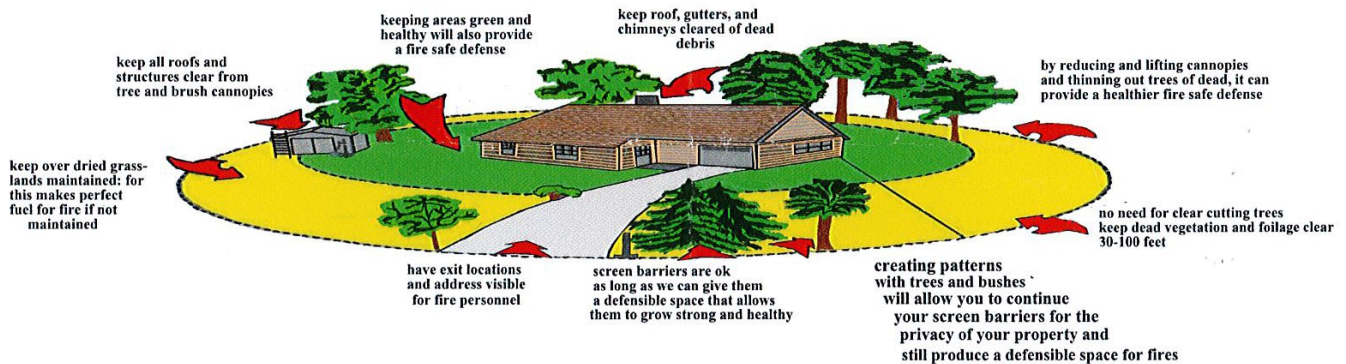 keeping areas green and
healthy will also provide
a fire safe defense
keep roof, gutters, and
chimneys cleared of dead
debris
keep all roofs and
structures clear from
tree and brush cannopies
by reducing and lifting cannopies
and thinning out trees of dead, it can
provide a healthier fire safe defense
keep over dried grass-
lands maintained: for
this makes perfect
fuel for fire if not
maintained
no need for clear cutting trees
keep dead vegetation and foilage clear
30-100 feet
have exit locations
and address visible
for fire personnel
screen barriers are ok
as long as we can give them
a defensible space that allows
them to grow strong and healthy
creating patterns
with trees and bushes
will allow you to continue
your screen barriers for the
privacy of your property and
still produce a defensible space for fires